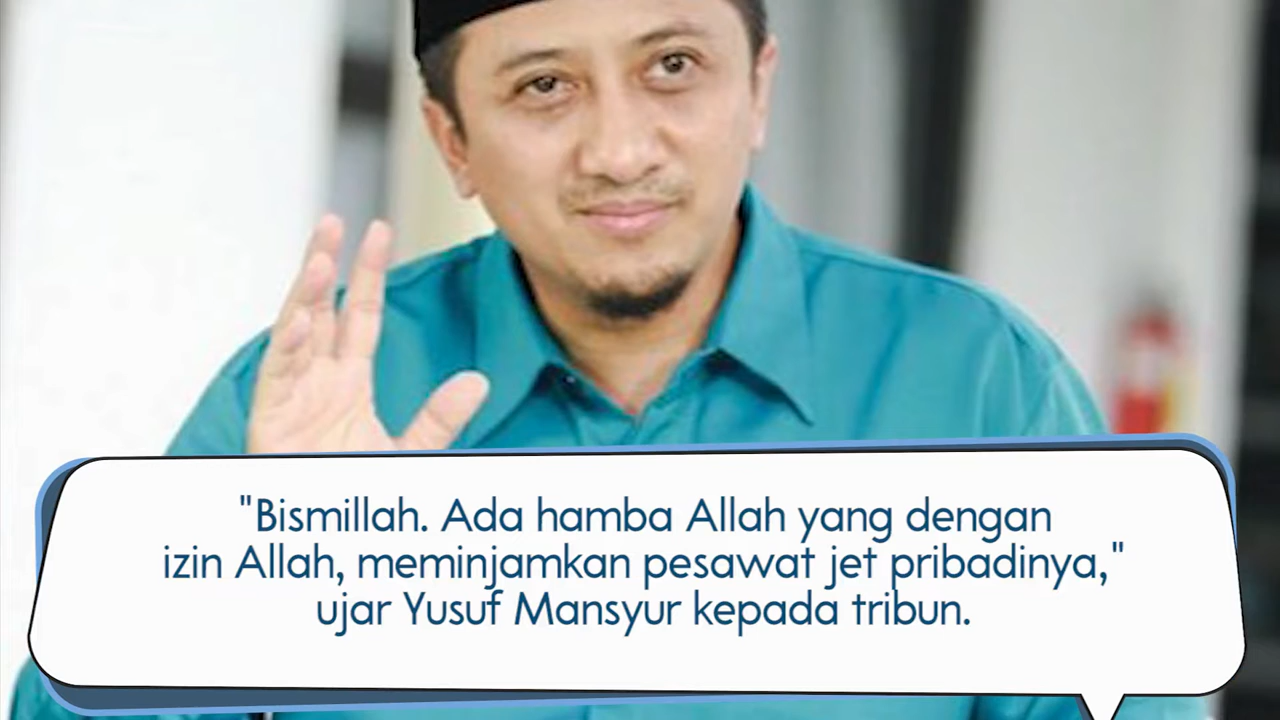 "Bismillah. Ada hamba Allah yang dengan
izin Allah, meminjamkan pesawat jet pribadinya,"
ujar Yusuf Mansyur kepada tribun.